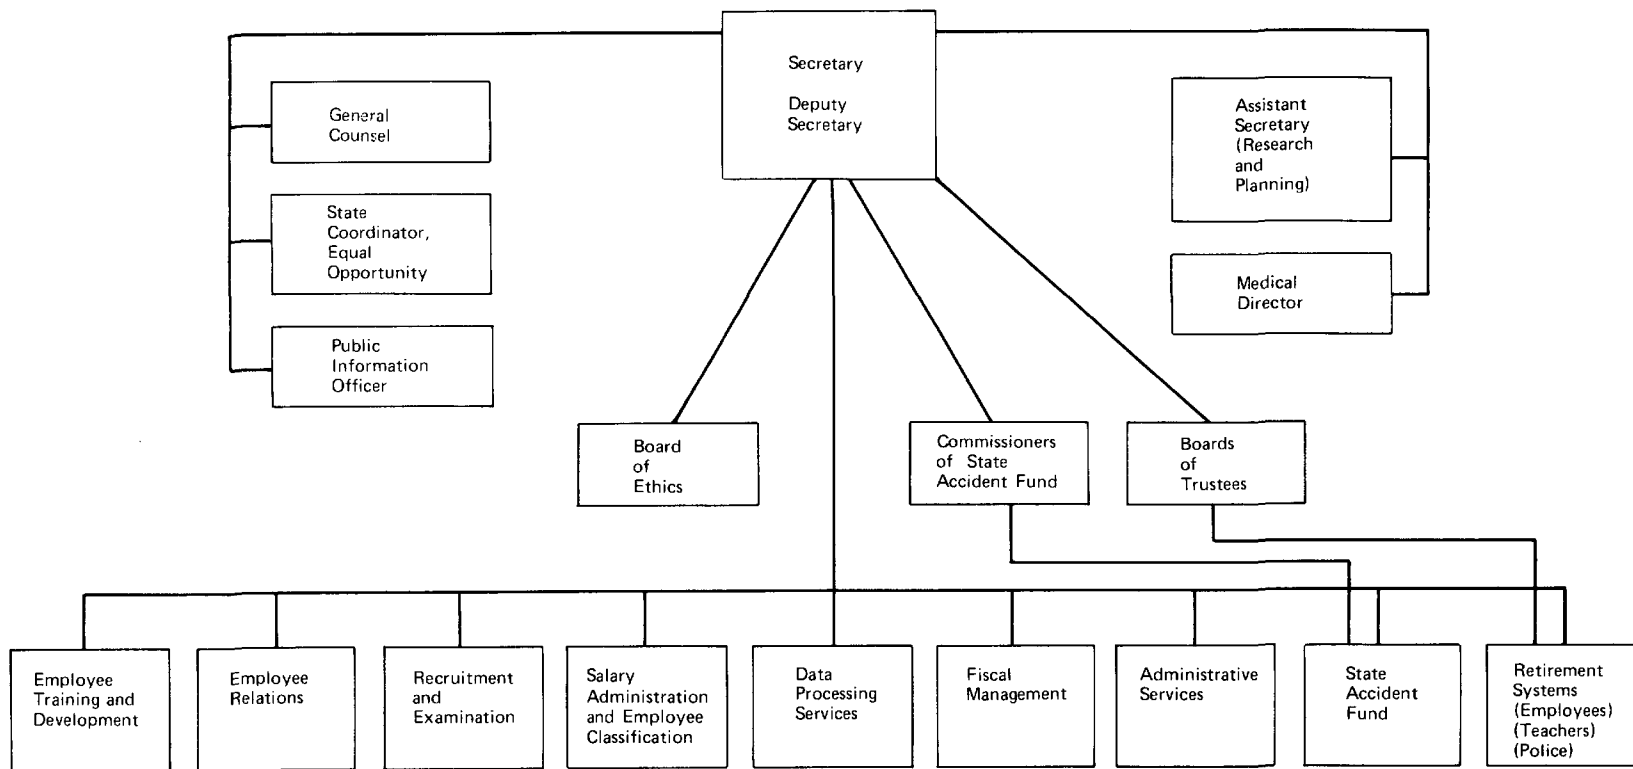 Secretary
Deputy
Secretary
General
Counsel
State
Coordinator,
Equal
Opportunity
Public
Information
Officer
Assistant
Secretary
(Research
and
Planning)
Medical
Director
Board
of
Ethics
Commissioners
of State
Accident Fund
Boards
of
Trustees
Employee
Training and
Development
Employee
Relations
Recruitment
and
Examination
Salary
Administration
and Employee
Classification
Data
Processing
Services
Fiscal
Management
Administrative
Services
State
Accident
Fund
Retirement
Systems
(Employees)
(Teachers)
(Police)